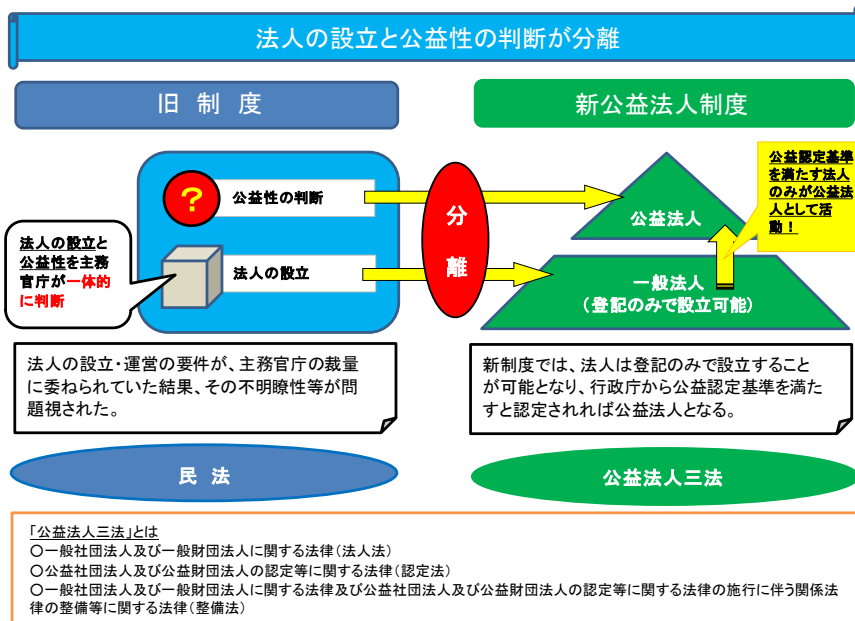 法人の設立と公益性の判断が分離
旧 制 度
新公益法人制度
?
公益性の判断
法人の設立
法人の設立と
公益性を主務
官庁が一体的
に判断
分
離
公益法人
一般法人
(登記のみで設立可能)
公益認定基準
を満たす法人
のみが公益法
人として活
動!
法人の設立・運営の要件が、主務官庁の裁量
に委ねられていた結果、その不明瞭性等が問
題視された。
新制度では、法人は登記のみで設立すること
が可能となり、行政庁から公益認定基準を満た
すと認定されれば公益法人となる。
民 法
公益法人三法
「公益法人三法」とは
○一般社団法人及び一般財団法人に関する法律(法人法)
○公益社団法人及び公益財団法人の認定等に関する法律(認定法)
○一般社団法人及び一般財団法人に関する法律及び公益社団法人及び公益財団法人の認定等に関する法律の施行に伴う関係法
律の整備等に関する法律(整備法)